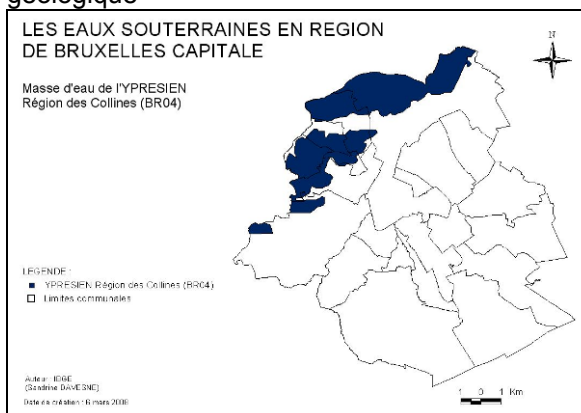 geologique
LES EAUX SOUTERRAINES EN REGION
DE BRUXELLES CAPITALE
Masse d'eau de l'YPRESIEN
Région des Collines (BR04)
N
LEGENDE :
YPRESIEN Région des Collines (BR04)
Limites communales
Auteur : IBGE
(Sandrine DAVESNE)
Date de création : 6 mars 2008
1 0 1 Km